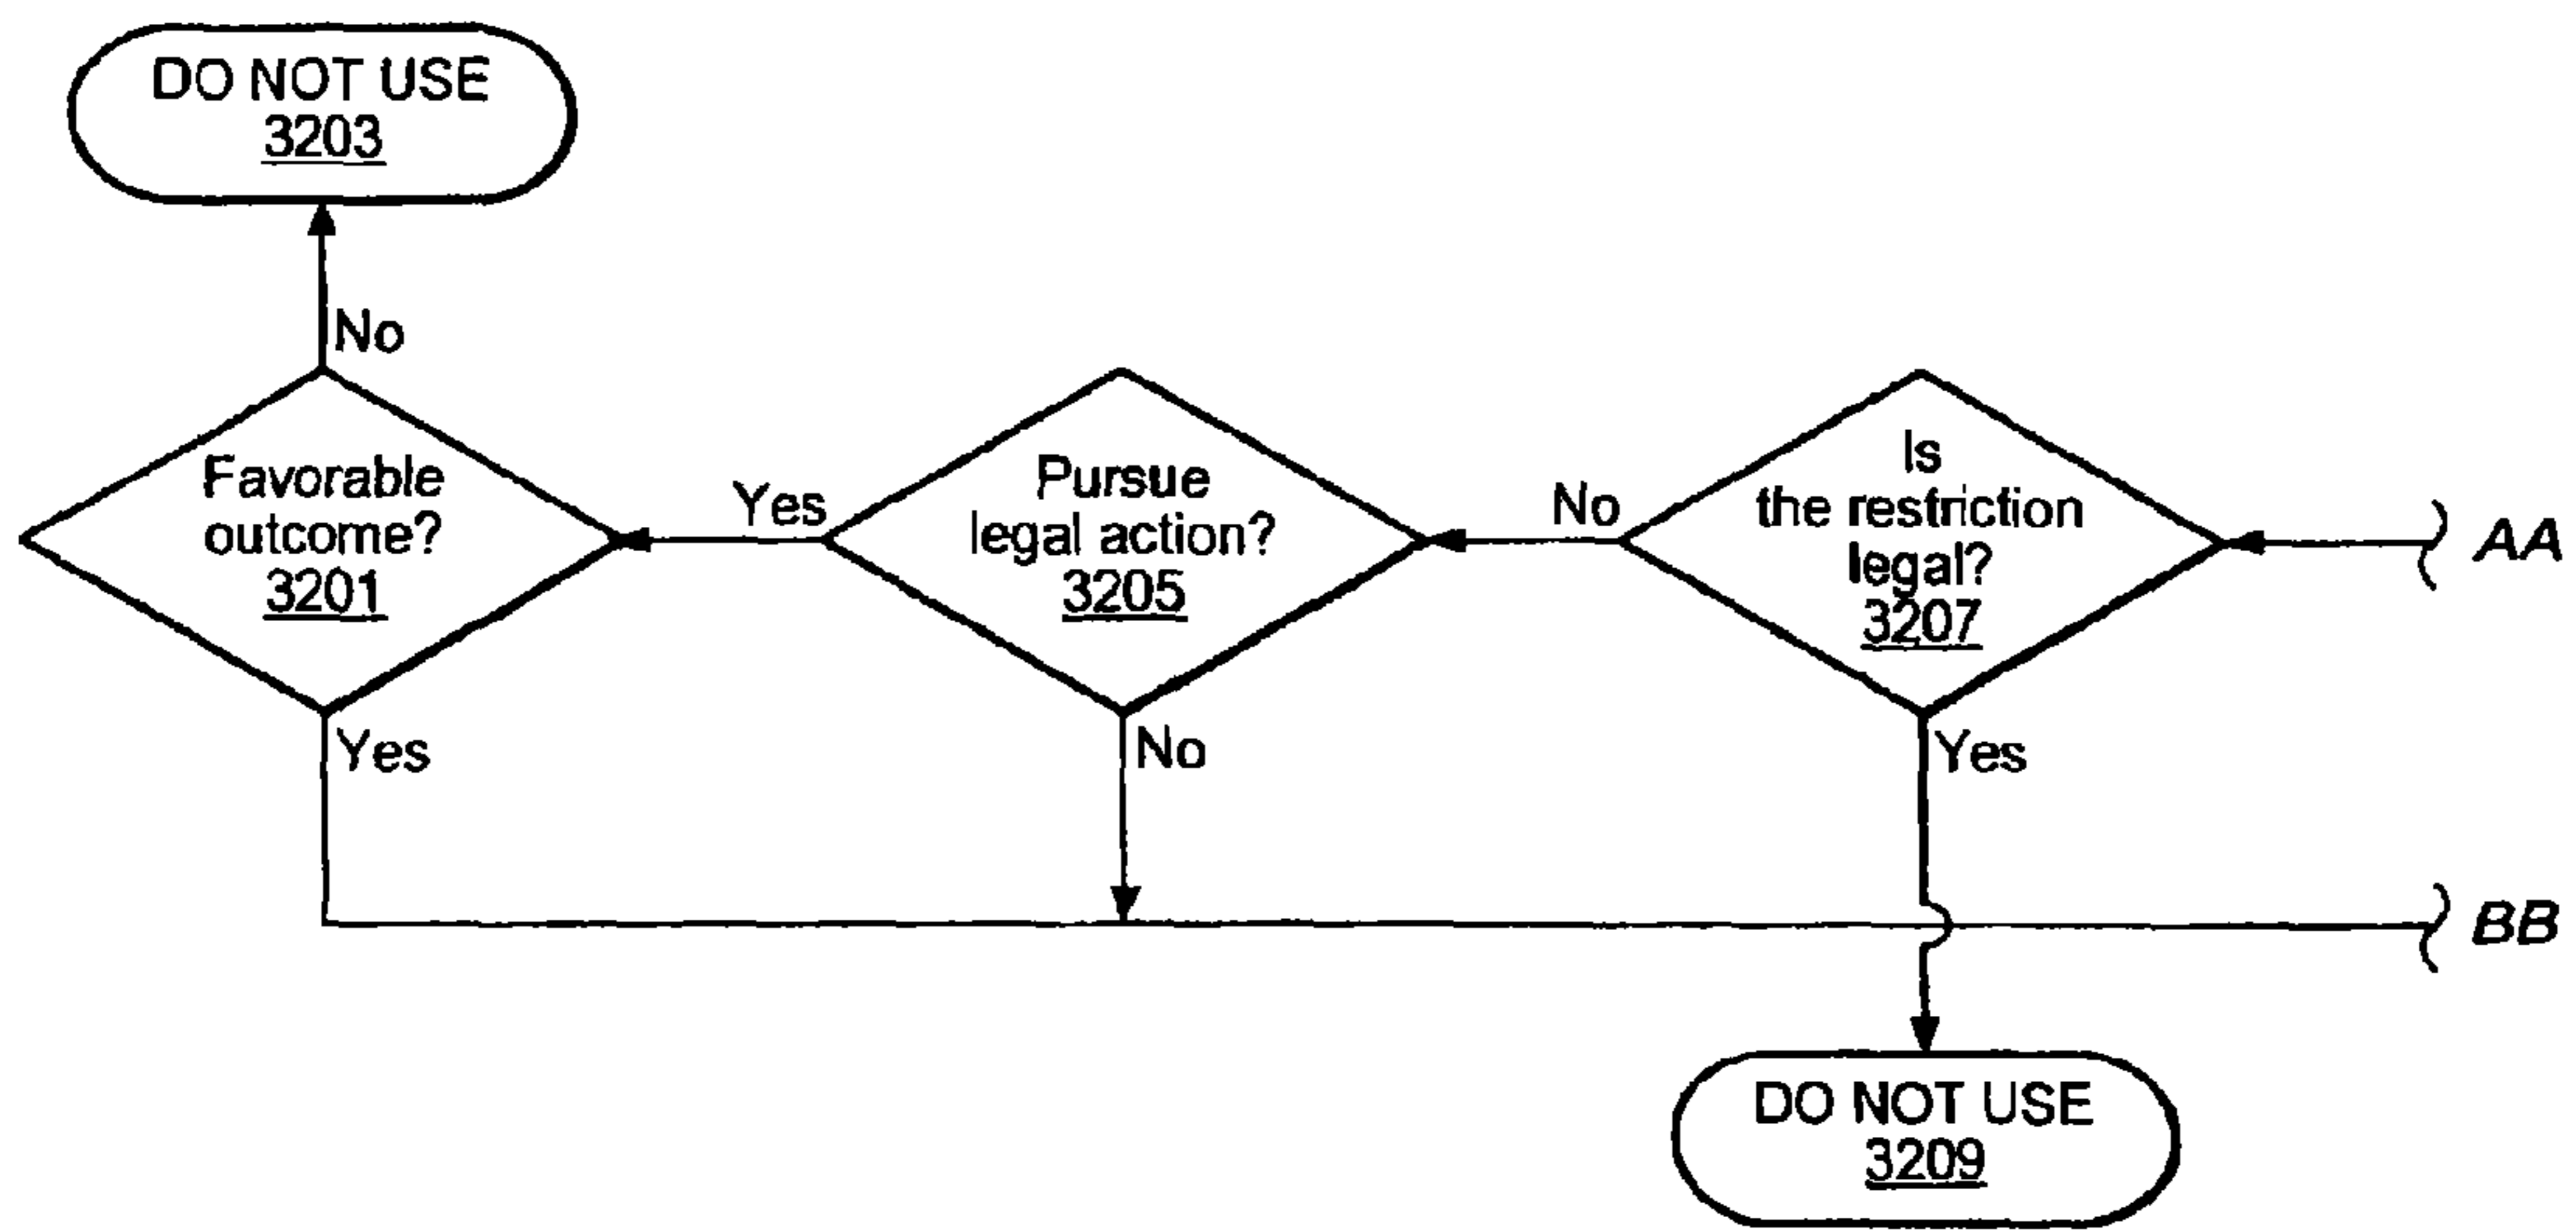 DO NOT USE
3203
No
Favorable
outcome?
3201
Yes
Yes
Pursue
legal action?
3205
No
No
Is
the restriction
legal?
3207
Yes
AA
BB
DO NOT USE
3209